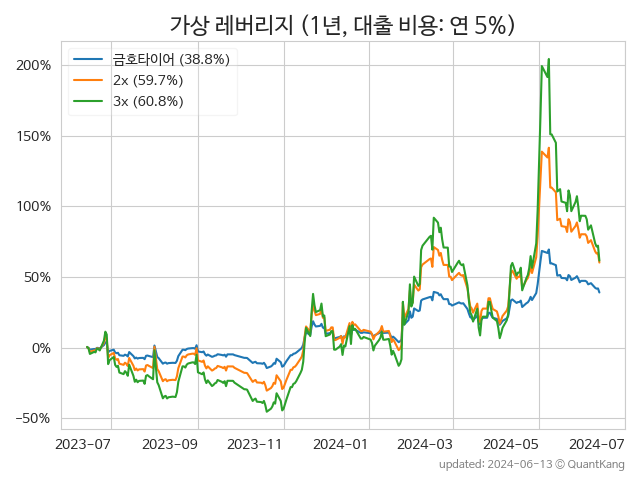 가상 레버리지 (1년, 대출 비용: 연 5%)
금호타이어 (38.8%)
2x (59.7%)
3x (60.8%)
200%
150%
100%
50%
0%
−50%
2023-07 2023-09 2023-11 2024-01 2024-03 2024-05 2024-07
updated: 2024-06-13 © QuantKang